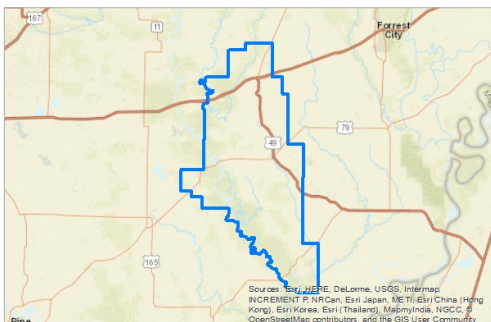 167
11
Forrest
City
79
49
165
Sources: Esri, HERE, DeLorme, USGS, Intermap,
INCREMENT P, NRCan, Esri Japan, METI, Esri China (Hong
Kong), Esri Korea, Esri (Thailand), MapmyIndia, NGCC, ©
OpenStreetMap contributors, and the GIS User Community
Pine